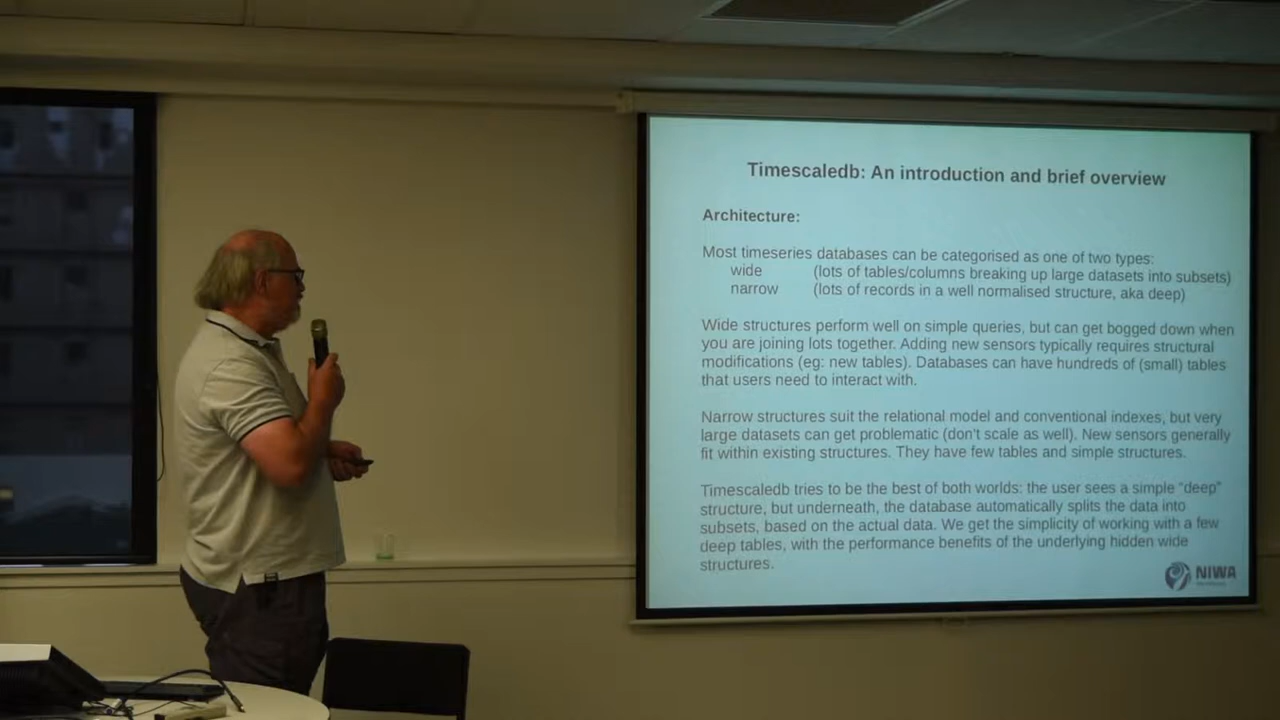 Timescaledb: An introduction and brief overview
Architecture:
Most timeseries databases can be categorised as one of two types:
wide (lots of tables/columns breaking up large datasets into subsets)
narrow (lots of records in a well normalised structure, aka deep)
Wide structures perform well on simple queries, but can get bogged down when
you are joining lots together. Adding new sensors typically requires structural
modifications (eg: new tables). Databases can have hundreds of (small) tables
that users need to interact with.
Narrow structures suit the relational model and conventional indexes, but very
large datasets can get problematic (don't scale as well). New sensors generally
fit within existing structures. They have few tables and simple structures.
Timescaledb tries to be the best of both worlds: the user sees a simple "deep"
structure, but underneath, the database automatically splits the data into
subsets, based on the actual data. We get the simplicity of working with a few
deep tables, with the performance benefits of the underlying hidden wide
structures.
NIWA